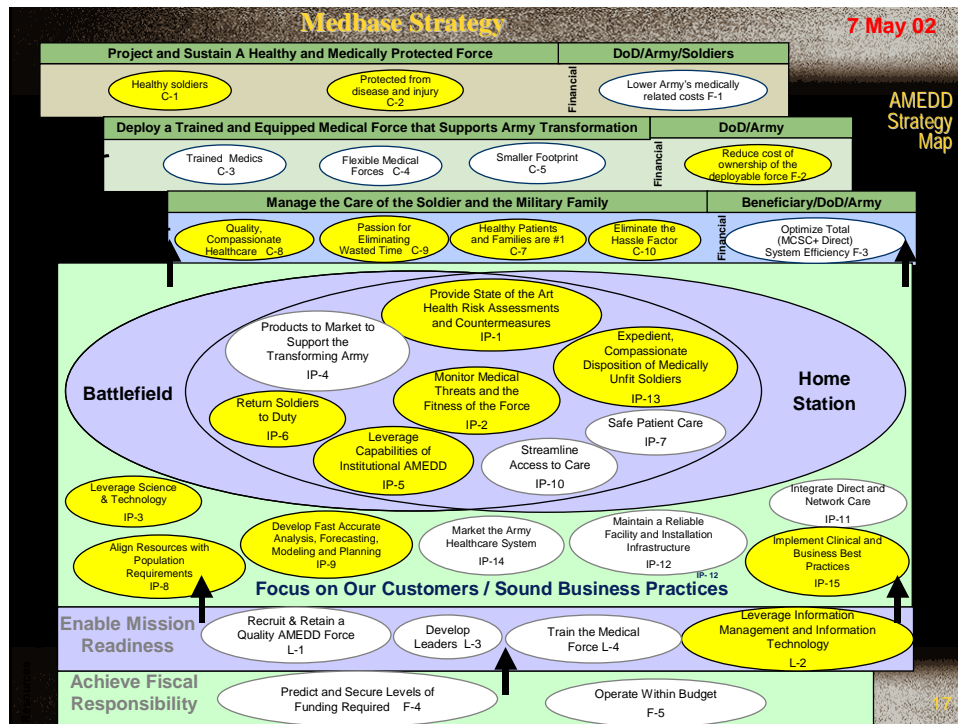 Medbase Strategy
7 May 02
Project and Sustain A Healthy and Medically Protected Force
DoD/Army/Soldiers
Healthy soldiers
C-1
Protected from
disease and injury
C-2
Financial
Lower Army's medically
related costs F-1
AMEDD
Strategy
Map
Deploy a Trained and Equipped Medical Force that Supports Army Transformation
DoD/Army
Trained Medics
C-3
Flexible Medical
Forces C-4
Smaller Footprint
C-5
Financial
Reduce cost of
ownership of the
deployable force F-2
Manage the Care of the Soldier and the Military Family
Beneficiary/DoD/Army
Quality,
Compassionate
Healthcare C-8
Passion for
Eliminating
Wasted Time C-9
Healthy Patients
and Families are #1
C-7
Eliminate the
Hassle Factor
C-10
Financial
Optimize Total
(MCSC+ Direct)
System Efficiency F-3
Provide State of the Art
Health Risk Assessments
and Countermeasures
IP-1
Products to Market to
Support the
Transforming Army
IP-4
Expedient,
Compassionate
Disposition of Medically
Unfit Soldiers
IP-13
Battlefield
Home
Station
Monitor Medical
Threats and the
Fitness of the Force
IP-2
Return Soldiers
to Duty
IP-6
Safe Patient Care
IP-7
Leverage
Capabilities of
Institutional AMEDD
IP-5
Streamline
Access to Care
IP-10
Leverage Science
& Technology
IP-3
Integrate Direct and
Network Care
IP-11
Align Resources with
Population
Requirements
IP-8
Develop Fast Accurate
Analysis, Forecasting,
Modeling and Planning
IP-9
Market the Army
Healthcare System
IP-14
Maintain a Reliable
Facility and Installation
Infrastructure
IP-12
IP- 12
Implement Clinical and
Business Best
Practices
IP-15
Focus on Our Customers / Sound Business Practices
Enable Mission
Readiness
Recruit & Retain a
Quality AMEDD Force
L-1
Develop
Leaders L-3
Train the Medical
Force L-4
Leverage Information
Management and Information
Technology
L-2
Achieve Fiscal
Responsibility
Predict and Secure Levels of
Funding Required F-4
Operate Within Budget
F-5
17